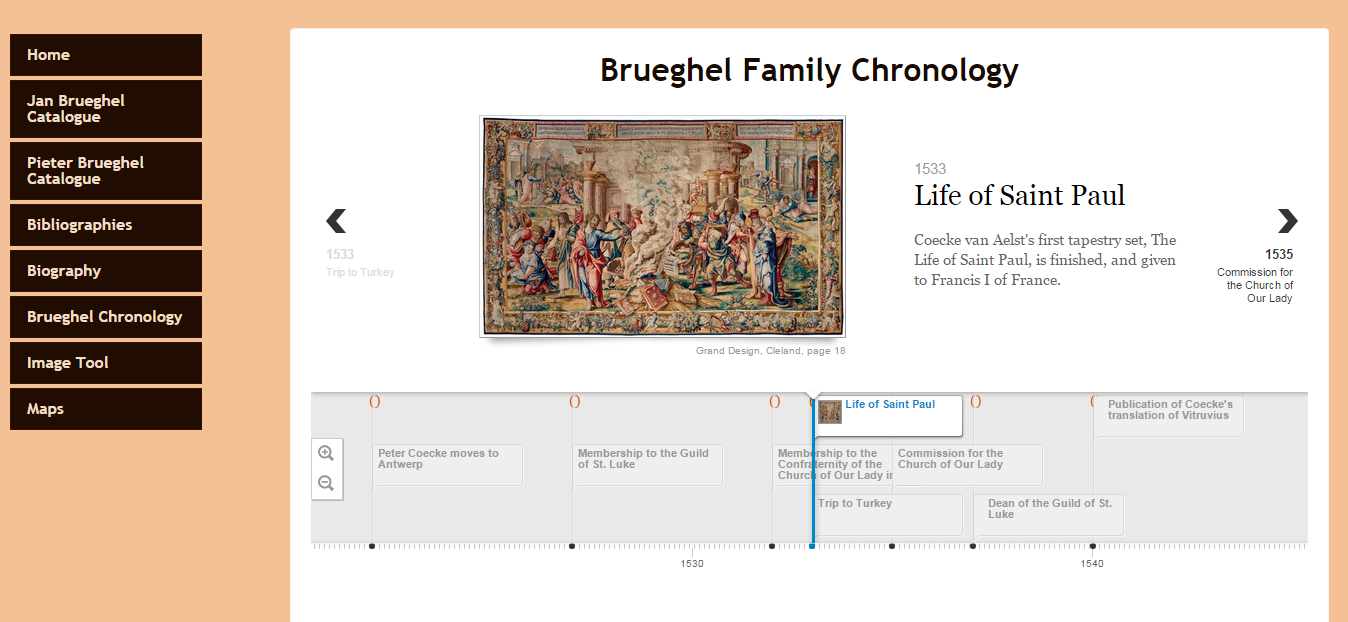 Home
Jan Brueghel
Catalogue
Pieter Brueghel
Catalogue
Bibliographies
Biography
Brueghel Chronology
Image Tool
Maps
Brueghel Family Chronology
1533
Trip to Turkey
Grand Design, Cleland, page 18
1533
Life of Saint Paul
Coecke van Aelst's first tapestry set, The
Life of Saint Paul, is finished, and given
to Francis I of France.
1535
Commission for
the Church of
Our Lady
Life of Saint Paul
Publication of Coecke's
translation of Vitruvius
Peter Coecke moves to
Antwerp
Membership to the Guild
of St. Luke
Membership to the
Confraternity of the
Church of Our Lady in
Commission for the
Church of Our Lady
Trip to Turkey
Dean of the Guild of St.
Luke
1530
1540